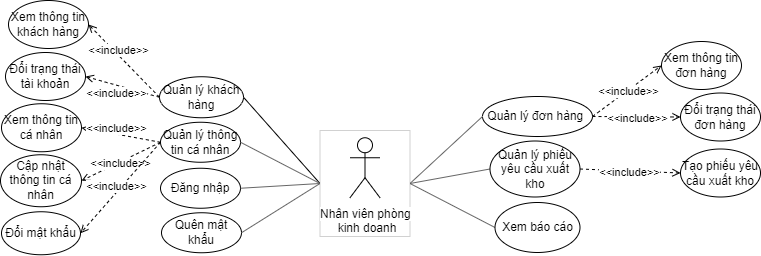 Xem thông tin
khách hàng
<<include>>
Đổi trạng thái
tài khoản
<<include>>
Quản lý khách
hàng
Xem thông tin
cá nhân
<<include>>
Quản lý thông
tin cá nhân
Cập nhật
thông tin cá
nhân
<<include>>
Đổi mật khẩu
Đăng nhập
Quên mật
khẩu
Nhân viên phòng
kinh doanh
Quản lý đơn hàng
<<include>>
Xem thông tin
đơn hàng
<<include>>
Đổi trạng thái
đơn hàng
Quản lý phiếu
yêu cầu xuất
kho
<<include>>
Tạo phiếu yêu
cầu xuất kho
Xem báo cáo